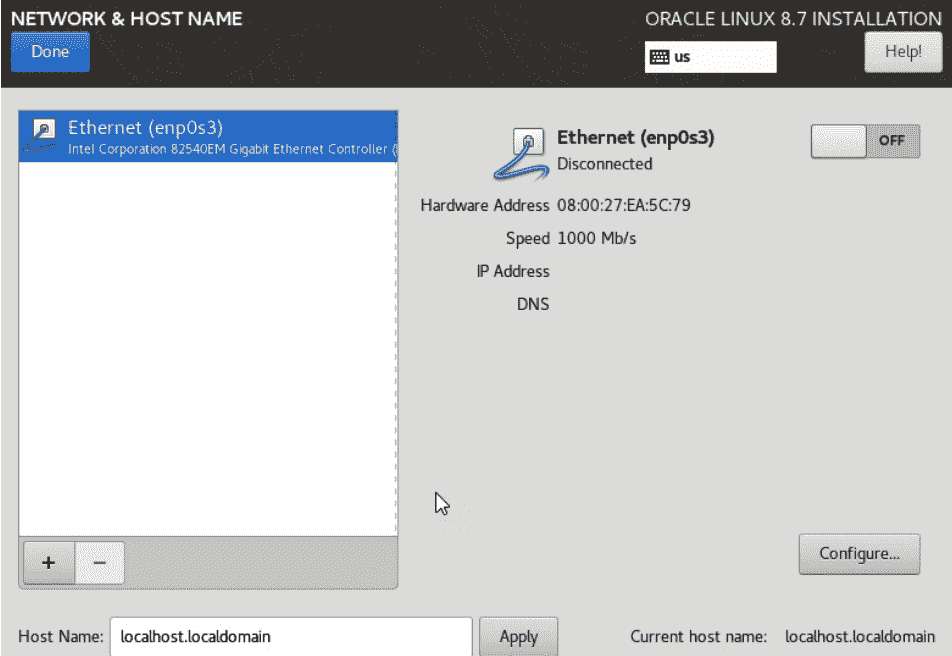 NETWORK & HOST NAME
ORACLE LINUX 8.7 INSTALLATION
Done
us
Help!
Ethernet (enp0s3)
Intel Corporation 82540EM Gigabit Ethernet Controller (
Ethernet (enp0s3)
Disconnected
OFF
Hardware Address 08:00:27:EA:5C:79
Speed 1000 Mb/s
IP Address
DNS
+ −
Configure...
Host Name: localhost.localdomain Apply Current host name: localhost.localdomain